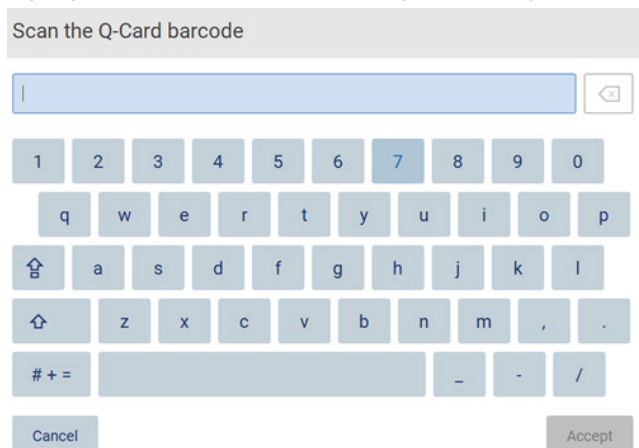 Scan the Q-Card barcode
1 2 3 4 5 6 7 8 9 0
q w e r t y u i o p
a s d f g h j k l
z x c v b n m , .
# + = _ - /
Cancel Accept